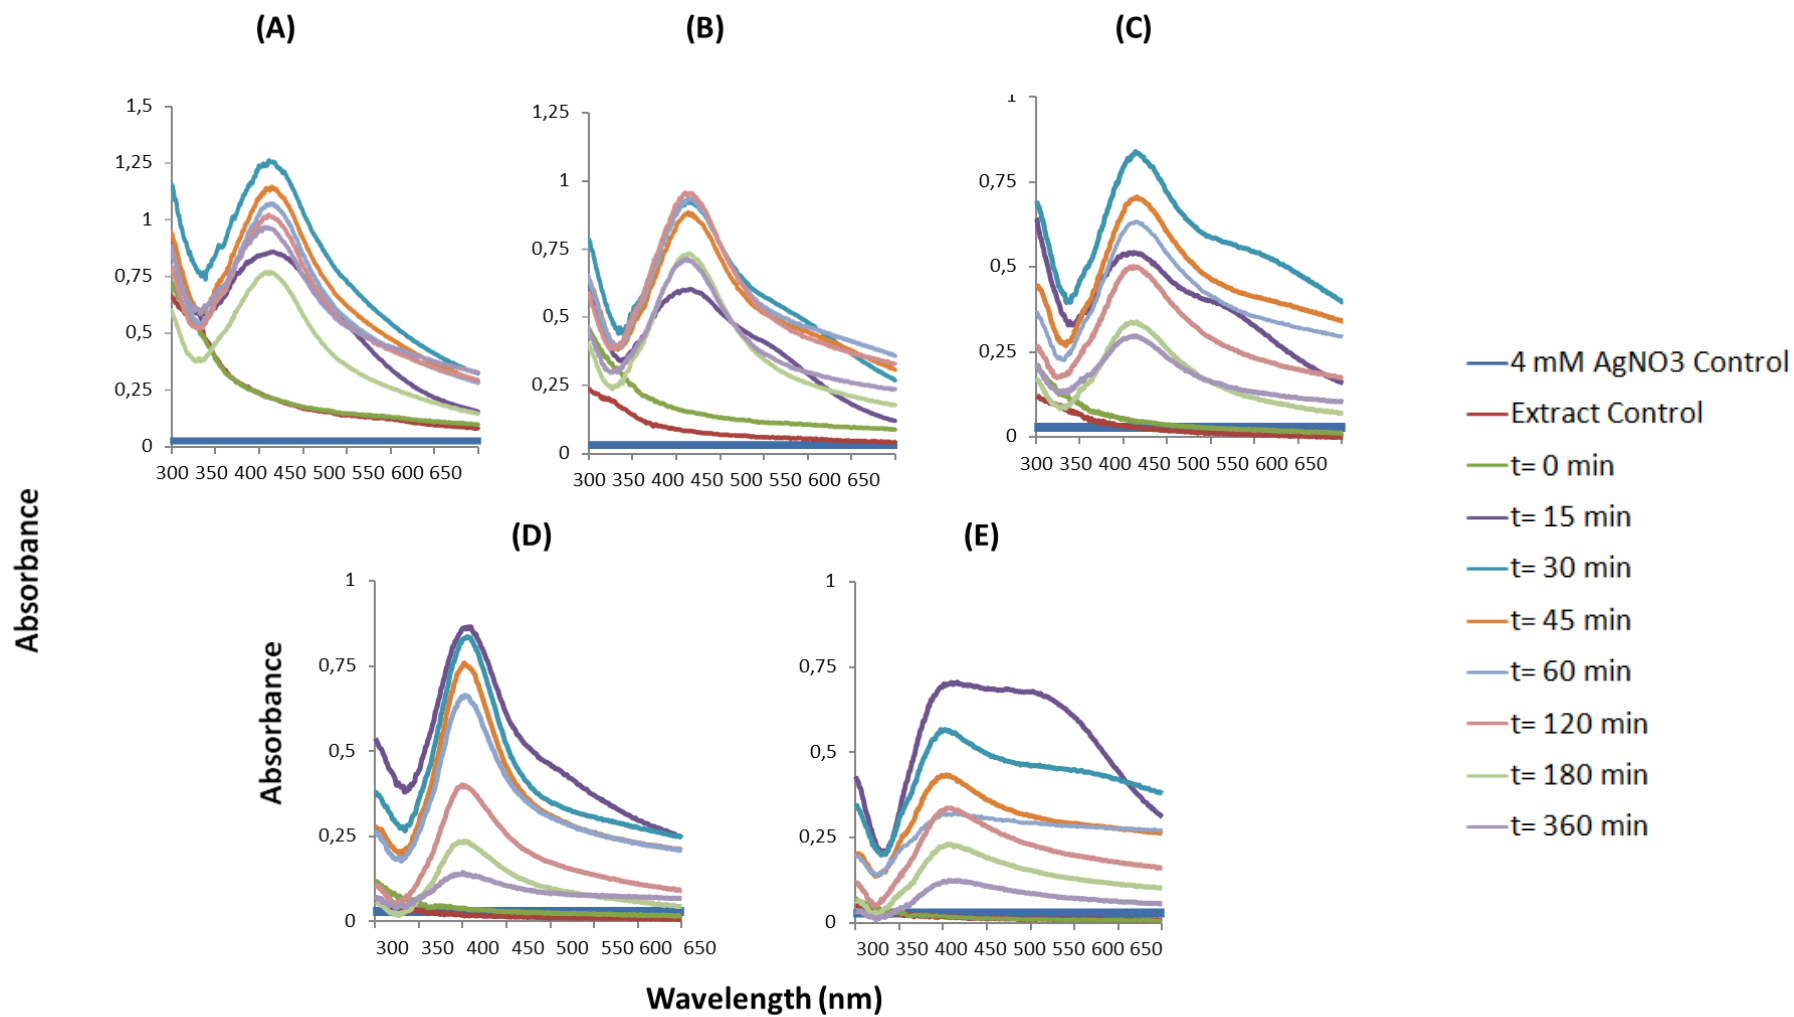 (A)
(B)
(C)
1,5
1,25
1
0,75
0,5
0,25
0
300 350 400 450 500 550 600 650
1,25
1
0,75
0,5
0,25
0
300 350 400 450 500 550 600 650
1
0,75
0,5
0,25
0
300 350 400 450 500 550 600 650
4 mM AgNO3 Control
Extract Control
t= 0 min
t= 15 min
t= 30 min
t= 45 min
t= 60 min
t= 120 min
t= 180 min
t= 360 min
Absorbance
(D)
(E)
Absorbance
1
0,75
0,5
0,25
0
300 350 400 450 500 550 600 650
1
0,75
0,5
0,25
0
300 350 400 450 500 550 600 650
Wavelength (nm)